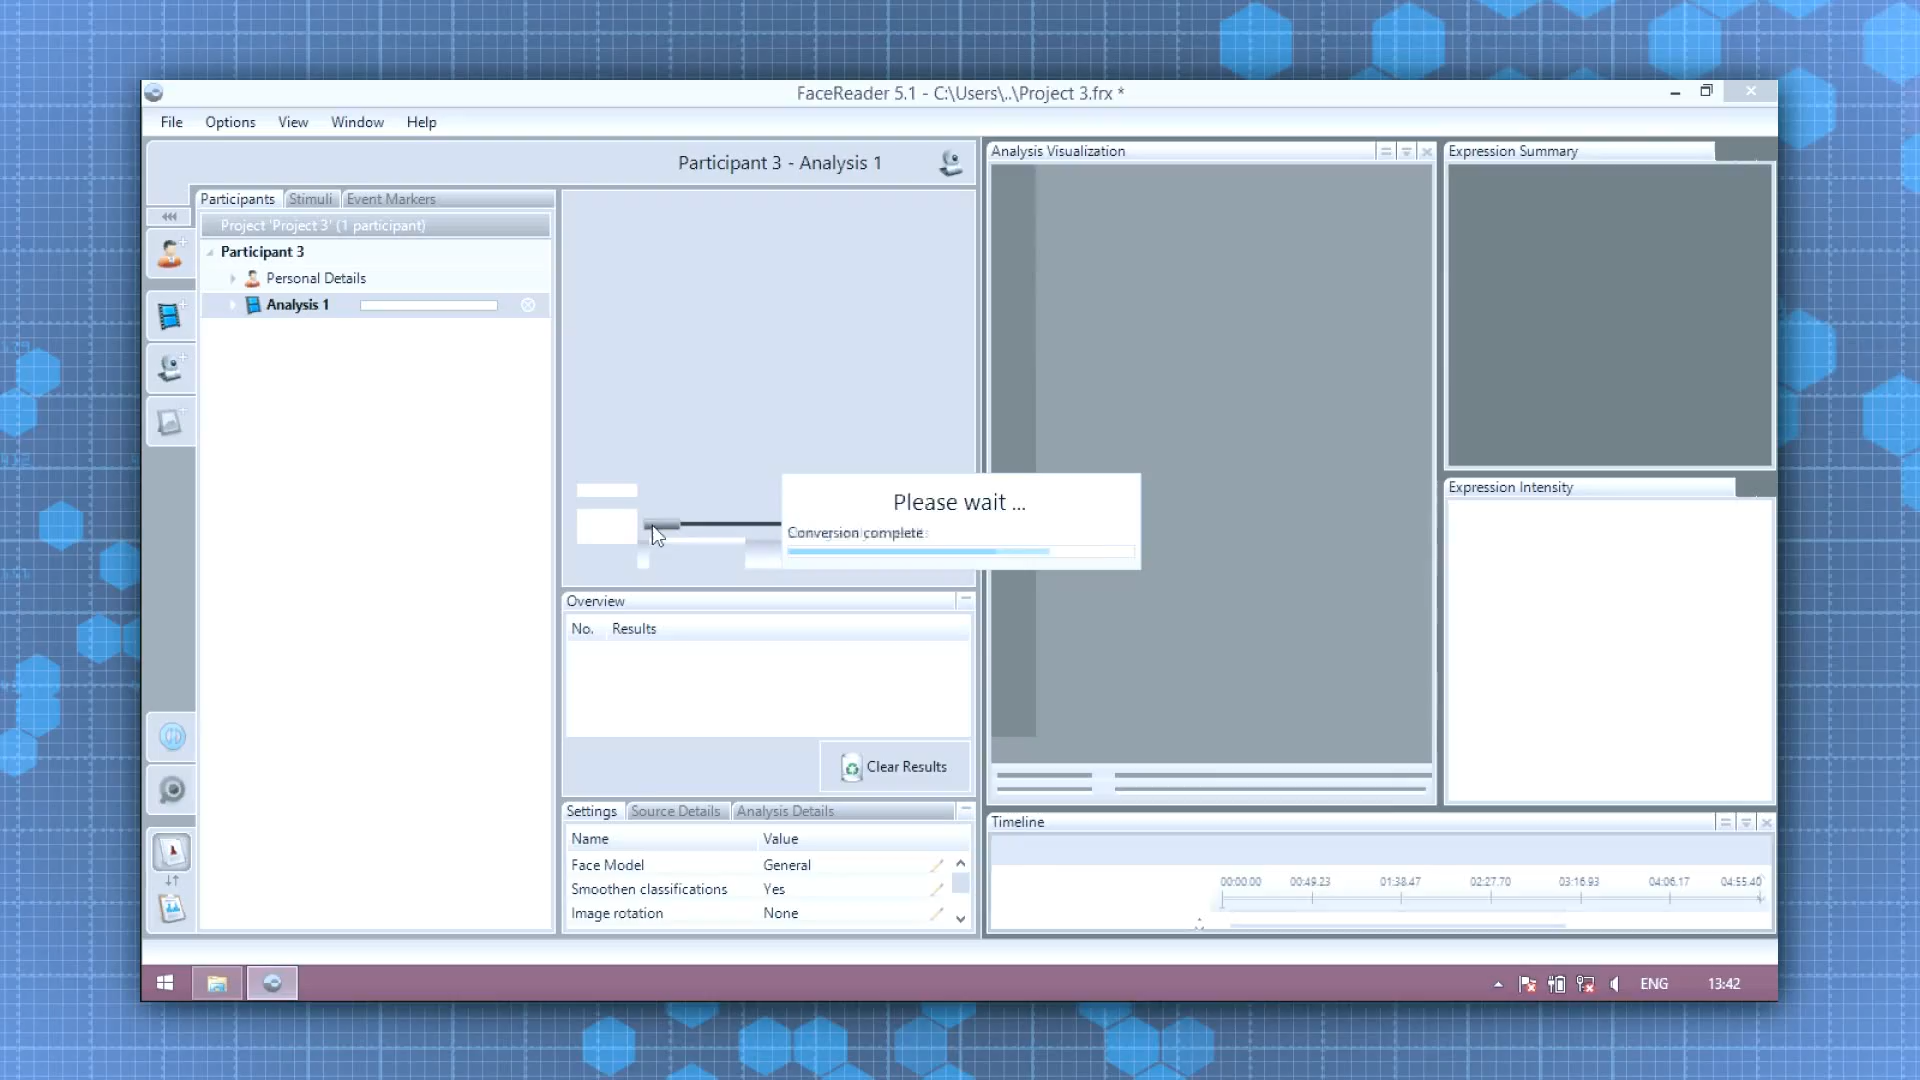 FaceReader 5.1 - C:\Users\..\Project 3.frx *
File Options View Window Help
Participant 3 - Analysis 1
Participants Stimuli Event Markers
Project 'Project 3' (1 participant)
Participant 3
Personal Details
Analysis 1
Please wait ...
Conversion complete
Overview
No. Results
Clear Results
Settings Source Details Analysis Details
Name Value
Face Model General
Smoothen classifications Yes
Image rotation None
Analysis Visualization
Expression Summary
Expression Intensity
Timeline
00:00.00 00:49.23 01:38.47 02:27.70 03:16.93 04:06.17 04:55.40
ENG 13:42